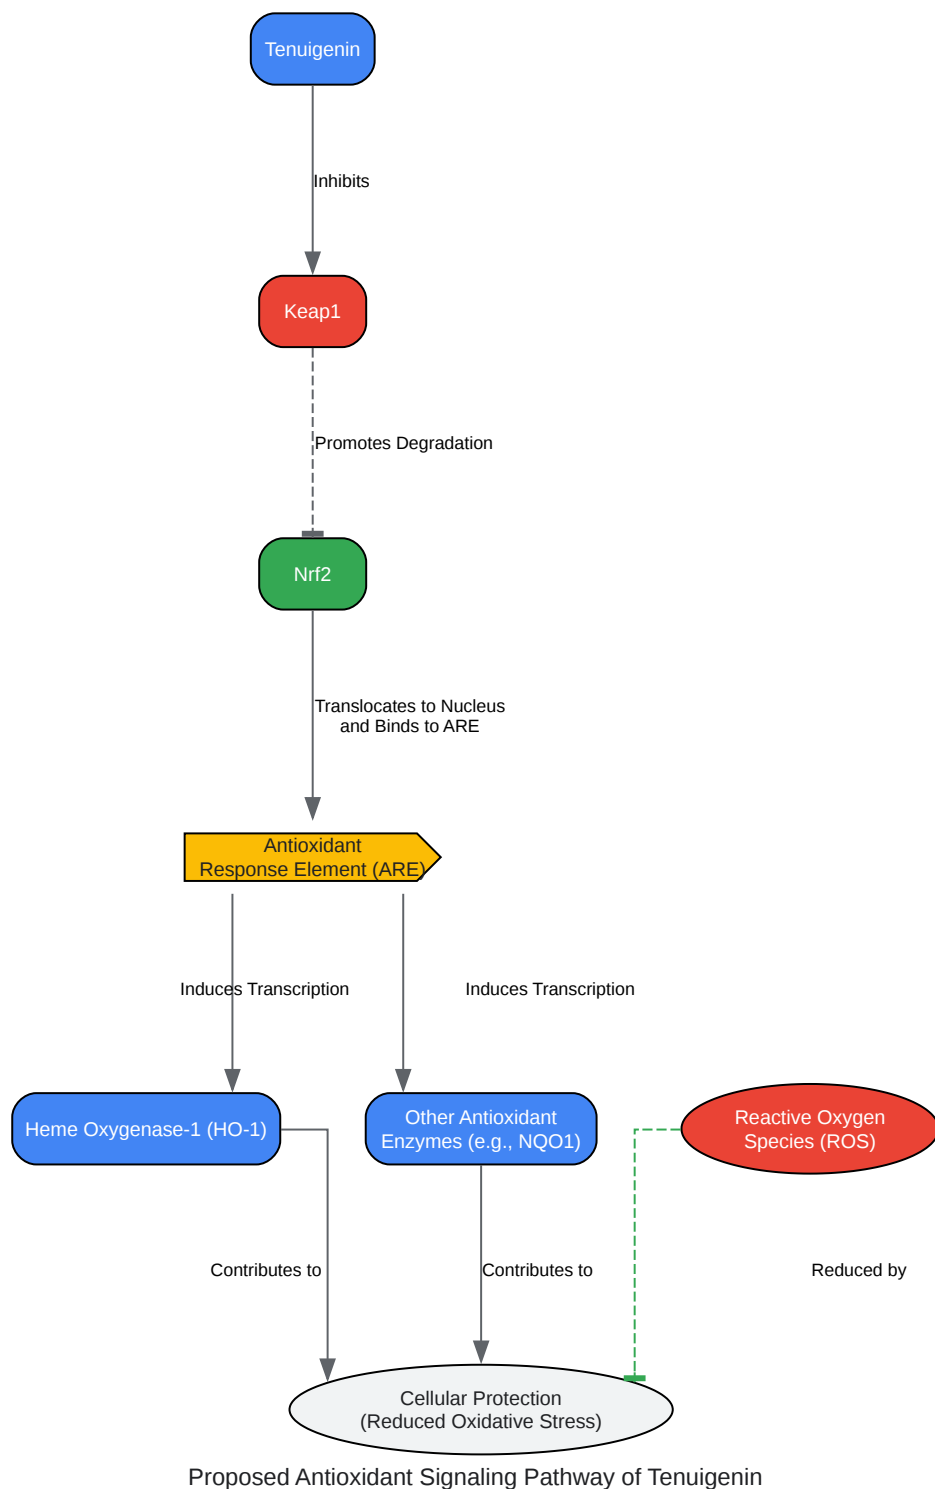 Tenuigenin
Inhibits
Keap1
Promotes Degradation
Nrf2
Translocates to Nucleus
and Binds to ARE
Antioxidant
Response Element (ARE)
Induces Transcription
Induces Transcription
Heme Oxygenase-1 (HO-1)
Other Antioxidant
Enzymes (e.g., NQO1)
Reactive Oxygen
Species (ROS)
Contributes to
Contributes to
Reduced by
Cellular Protection
(Reduced Oxidative Stress)
Proposed Antioxidant Signaling Pathway of Tenuigenin